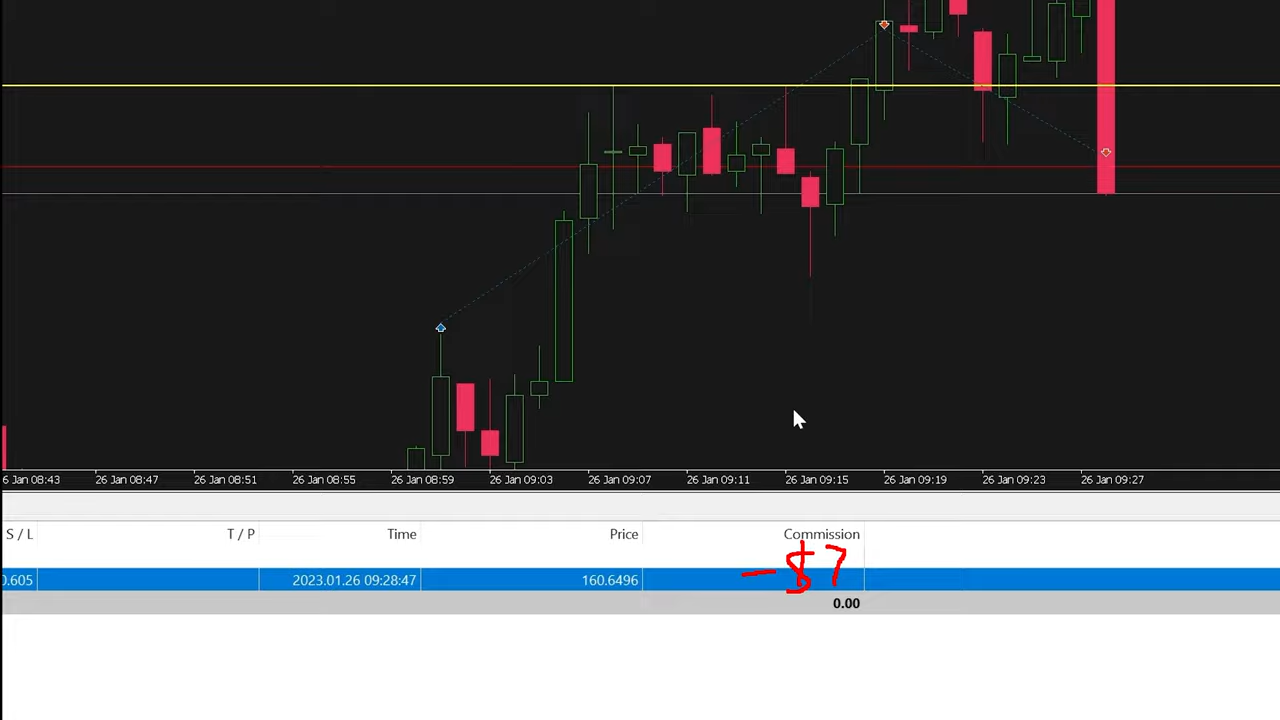 6 Jan 08:43 26 Jan 08:47 26 Jan 08:51 26 Jan 08:55 26 Jan 08:59 26 Jan 09:03 26 Jan 09:07 26 Jan 09:11 26 Jan 09:15 26 Jan 09:19 26 Jan 09:23 26 Jan 09:27
S / L T / P Time Price Commission
0.605 2023.01.26 09:28:47 160.6496 -$7
0.00